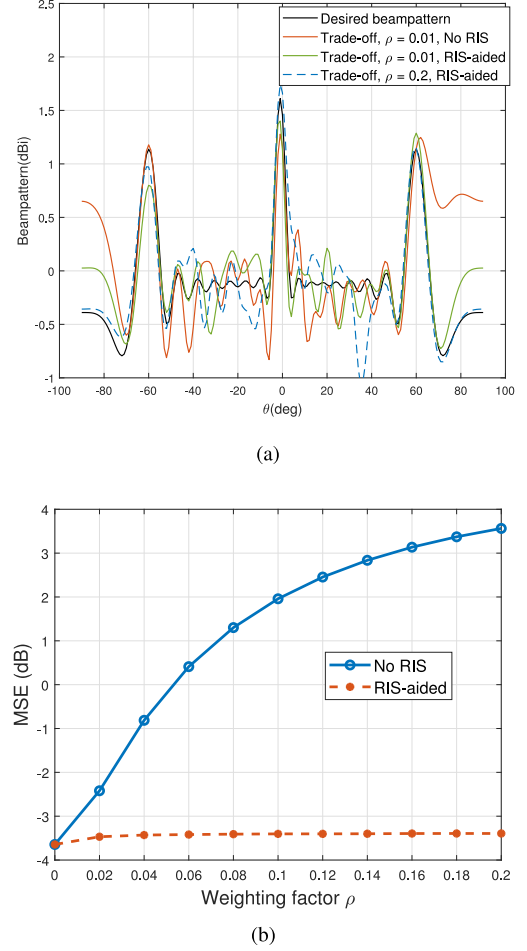 Desired beampattern
Trade-off, ρ = 0.01, No RIS
Trade-off, ρ = 0.01, RIS-aided
Trade-off, ρ = 0.2, RIS-aided
2.5
2
1.5
1
0.5
0
-0.5
-1
Beampattern(dBi)
-100 -80 -60 -40 -20 0 20 40 60 80 100
θ(deg)
(a)
4
3
2
1
0
-1
-2
-3
-4
MSE (dB)
No RIS
RIS-aided
0 0.02 0.04 0.06 0.08 0.1 0.12 0.14 0.16 0.18 0.2
Weighting factor ρ
(b)